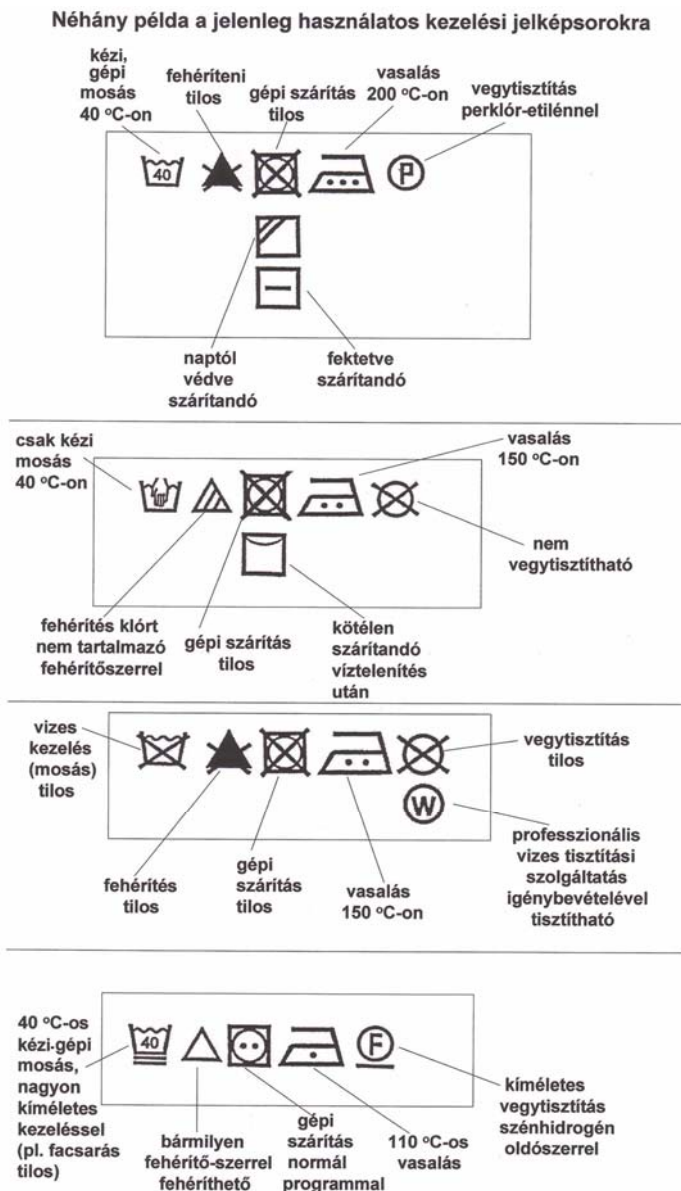 Néhány példa a jelenleg használatos kezelési jelképsorokra
kézi,
gépi
mosás
40 °C-on
fehéríteni
tilos
gépi szárítás
tilos
vasalás
200 °C-on
vegytisztítás
perklór-etilénnel
40
P
naptól
védve
szárítandó
fektetve
szárítandó
csak kézi
mosás
40 °C-on
vasalás
150 °C-on
nem
vegytisztítható
fehérítés klórt
nem tartalmazó
fehérítőszerrel
gépi szárítás
tilos
kötélen
szárítandó
víztelenítés
után
vizes
kezelés
(mosás)
tilos
vegytisztítás
tilos
W
fehérítés
tilos
gépi
szárítás
tilos
vasalás
150 °C-on
professzionális
vizes tisztítási
szolgáltatás
igénybevételével
tisztítható
40 °C-os
kézi-gépi
mosás,
nagyon
kíméletes
kezeléssel
(pl. facsarás
tilos)
40
F
bármilyen
fehérítő-szerrel
fehéríthető
gépi
szárítás
normál
programmal
110 °C-os
vasalás
kíméletes
vegytisztítás
szénhidrogén
oldószerrel